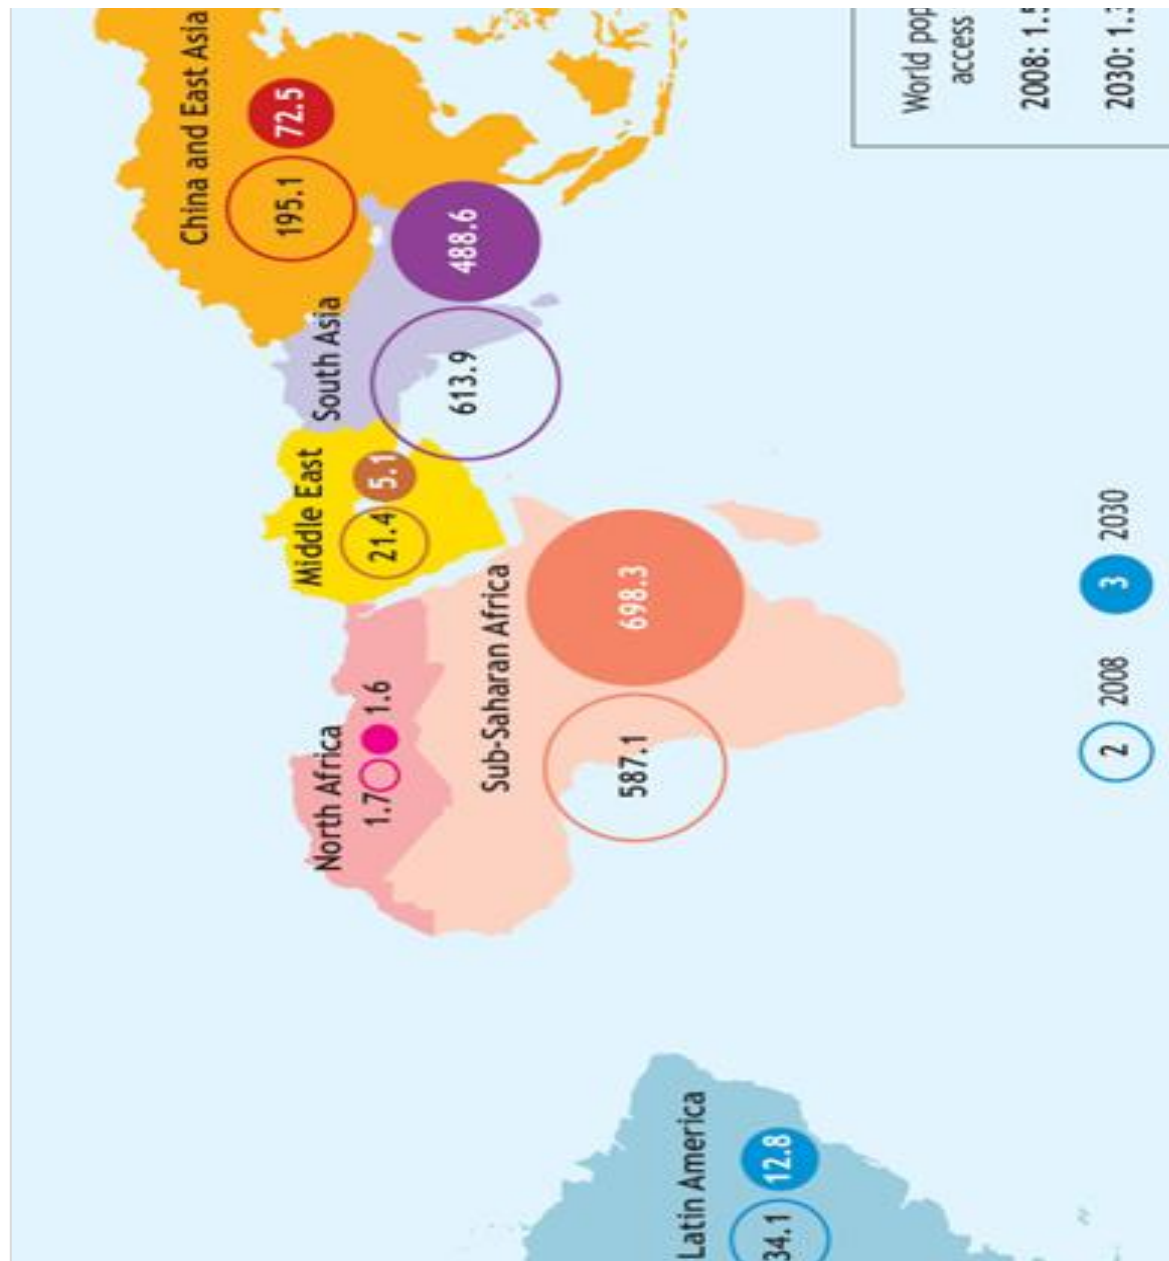 Latin America
34.1 12.8
North Africa
1.7 1.6
Sub-Saharan Africa
587.1 698.3
Middle East
21.4 5.1
South Asia
613.9 488.6
China and East Asia
195.1 72.5
World pop
access
2008: 1.5
2030: 1.
2 2008 3 2030